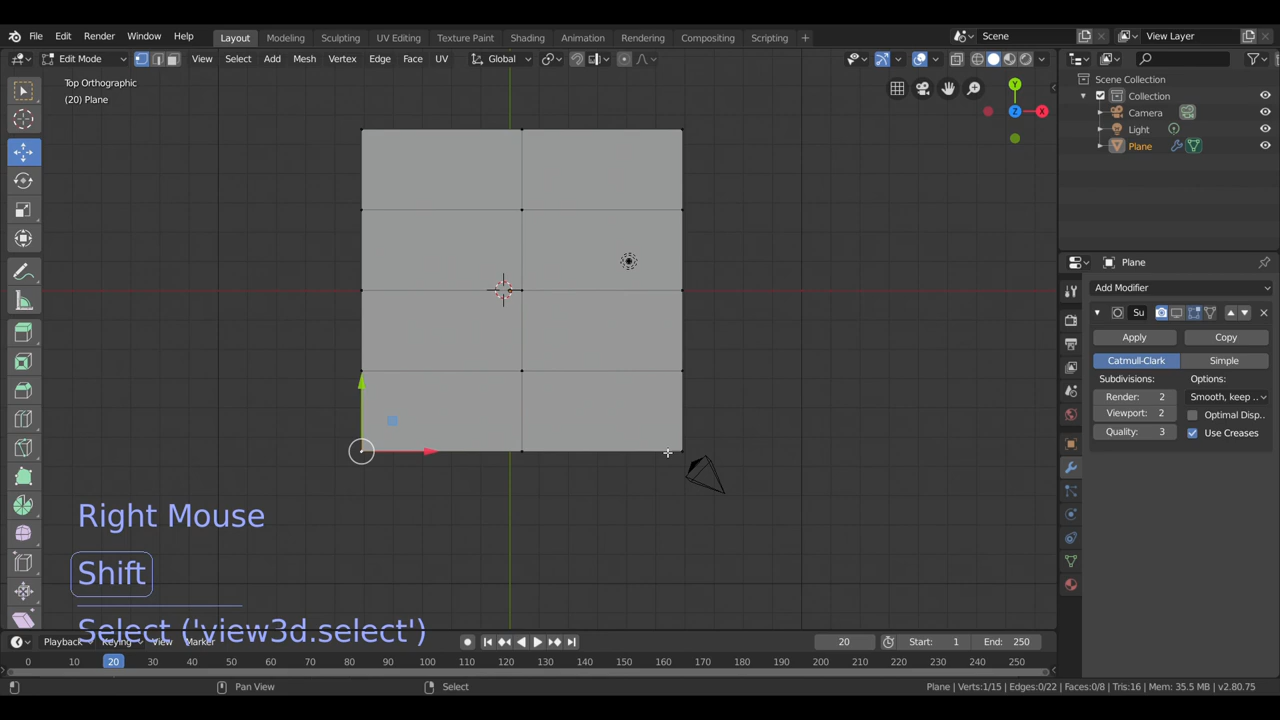 File Edit Render Window Help Layout Modeling Sculpting UV Editing Texture Paint Shading Animation Rendering Compositing Scripting + Scene View Layer
Edit Mode View Select Add Mesh Vertex Edge Face UV Global
Top Orthographic
(20) Plane
Y
Z
X
Scene Collection
Collection
Camera
Light
Plane
Plane
Add Modifier
Su
Apply Copy
Catmull-Clark Simple
Subdivisions: Options:
Render: 2 Smooth, keep ..
Viewport: 2 Optimal Disp..
Quality: 3 Use Creases
Right Mouse
Shift
Select ('view3d.select')
Playback Keying View Marker 20 Start: 1 End: 250
0 10 20 30 40 50 60 70 80 90 100 110 120 130 140 150 160 170 180 190 200 210 220 230 240 250
Pan View Select Plane | Verts:1/15 | Edges:0/22 | Faces:0/8 | Tris:16 | Mem: 35.5 MB | v2.80.75